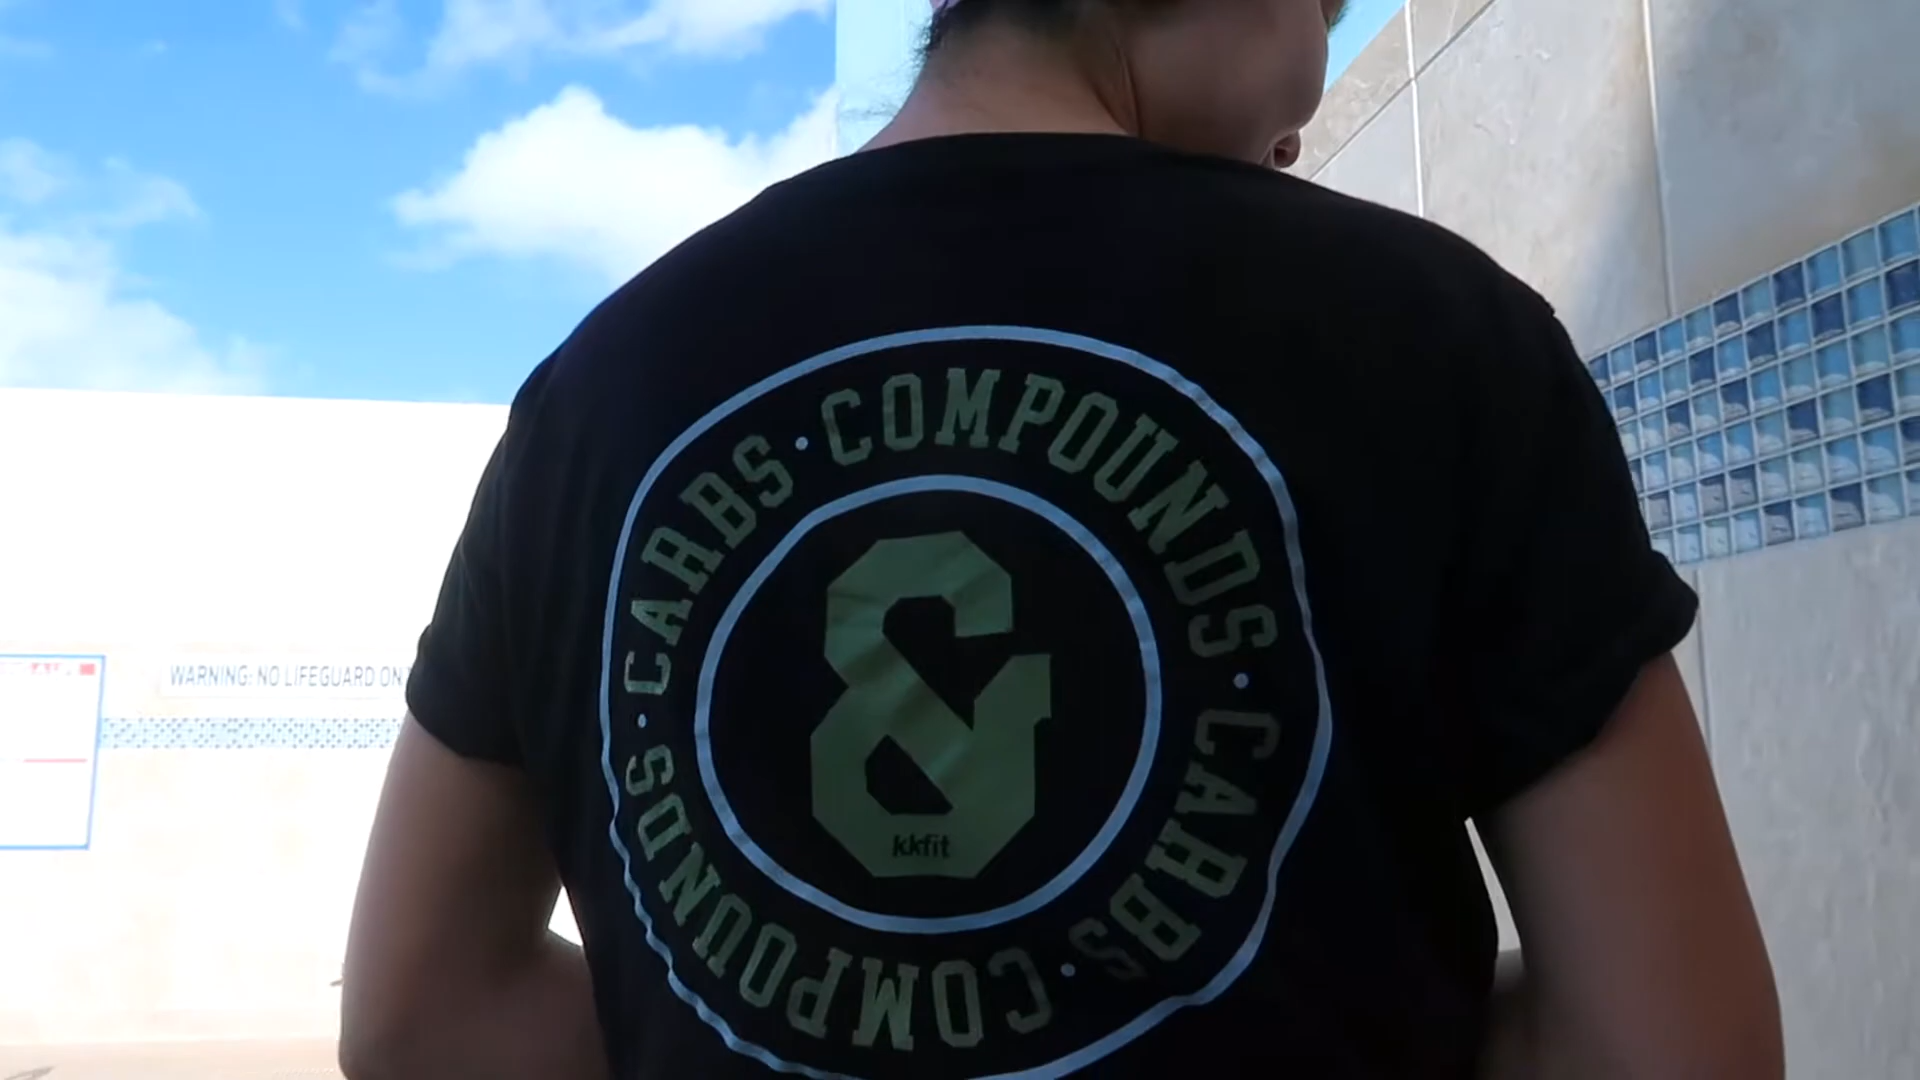 CARBS · COMPOUNDS · CARBS · COMPOUNDS ·
&
kkfit
WARNING: NO LIFEGUARD ON